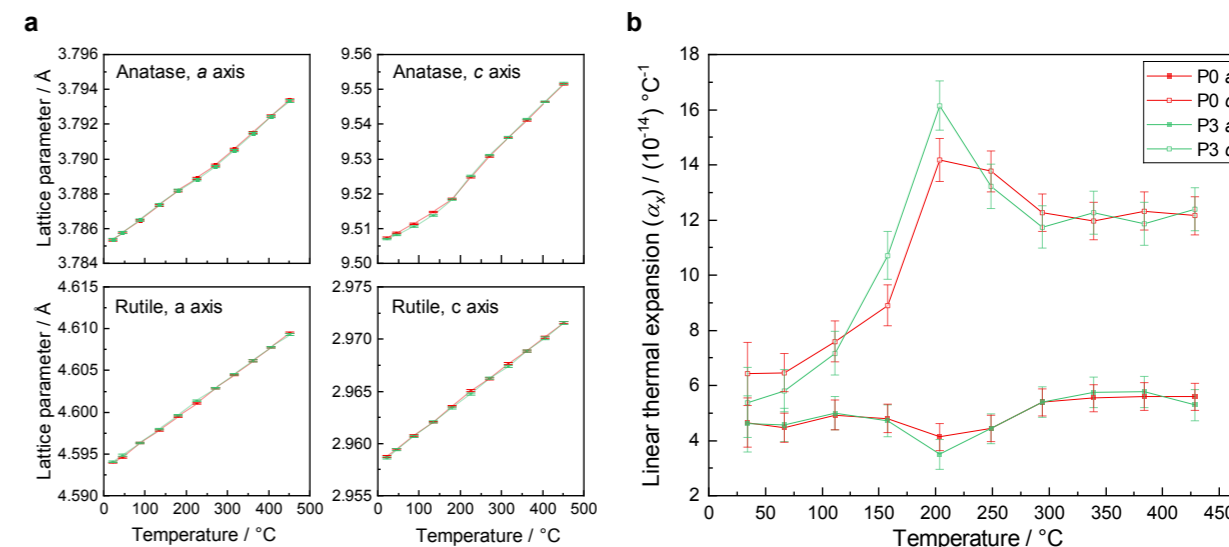 a
Anatase, a axis
Lattice parameter / Å
3.796
3.794
3.792
3.790
3.788
3.786
3.784
Anatase, c axis
9.56
9.55
9.54
9.53
9.52
9.51
9.50
Rutile, a axis
Lattice parameter / Å
4.615
4.610
4.605
4.600
4.595
4.590
0 100 200 300 400 500
Temperature / °C
Rutile, c axis
2.975
2.970
2.965
2.960
2.955
0 100 200 300 400 500
Temperature / °C
b
Linear thermal expansion (αx) / (10-14) °C-1
18
16
14
12
10
8
6
4
2
P0 a
P0 c
P3 a
P3 c
0 50 100 150 200 250 300 350 400 450
Temperature / °C